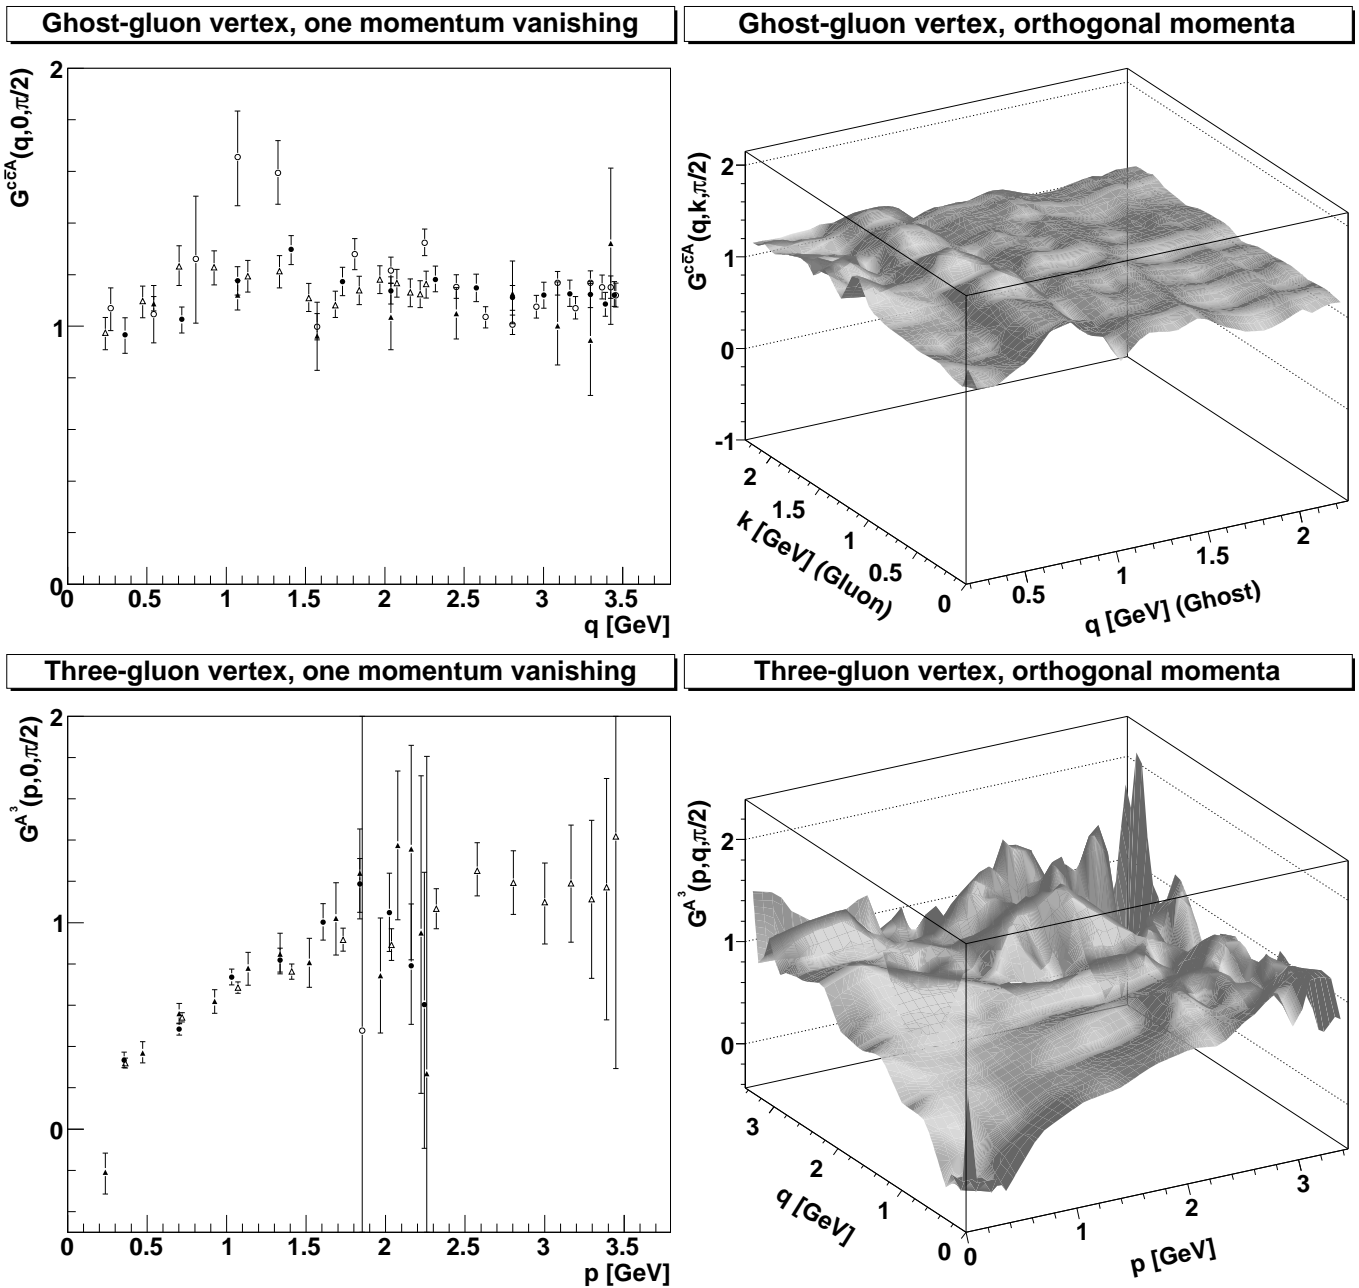 Ghost-gluon vertex, one momentum vanishing
G^{cc̅A}(q,0,π/2)
2
1
0
0 0.5 1 1.5 2 2.5 3 3.5
q [GeV]
Ghost-gluon vertex, orthogonal momenta
G^{cc̅A}(q,k,π/2)
2
1
0
-1
2 1.5 1 0.5 0
k [GeV] (Gluon)
0.5 1 1.5 2
q [GeV] (Ghost)
Three-gluon vertex, one momentum vanishing
G^{A^3}(p,0,π/2)
2
1
0
0 0.5 1 1.5 2 2.5 3 3.5
p [GeV]
Three-gluon vertex, orthogonal momenta
G^{A^3}(p,q,π/2)
2
1
0
3 2 1 0
q [GeV]
0 1 2 3
p [GeV]